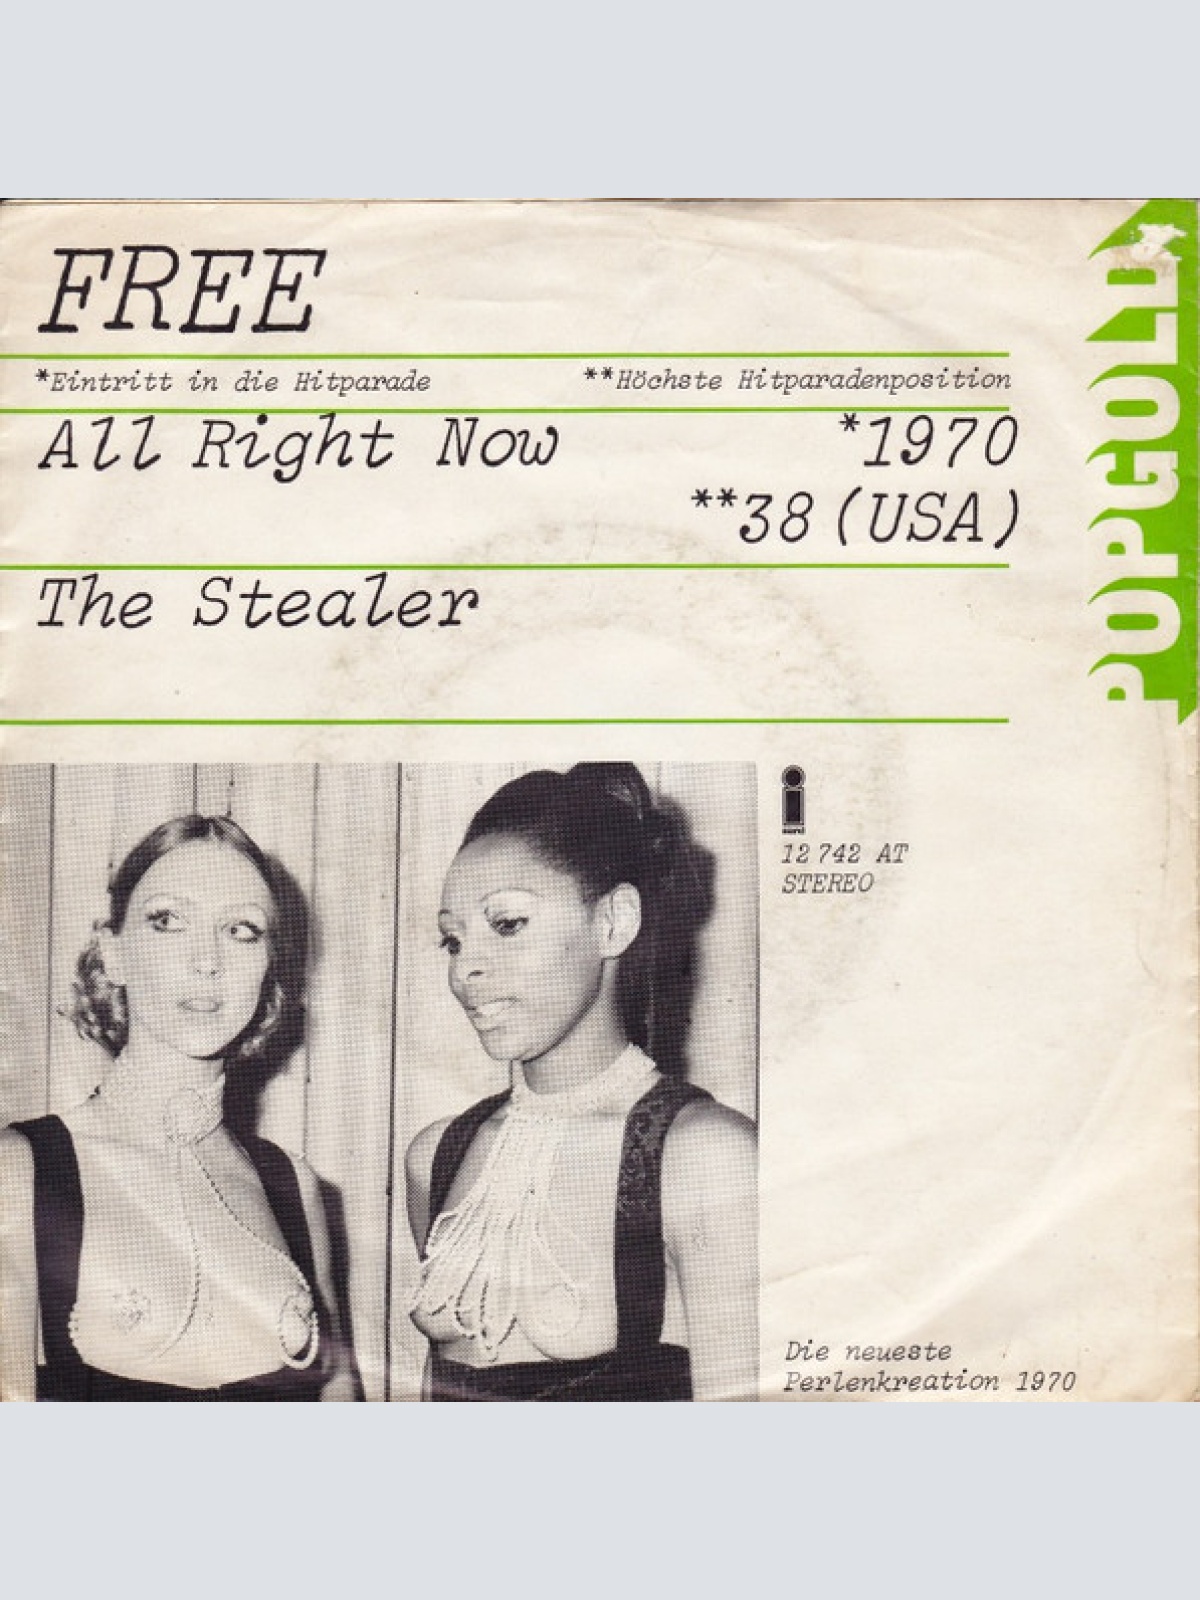 FREE
*Eintritt in die Hitparade **Höchste Hitparadenposition
All Right Now *1970
**38 (USA)
The Stealer
POPGOLD
island
12 742 AT
STEREO
Die neueste
Perlenkreation 1970